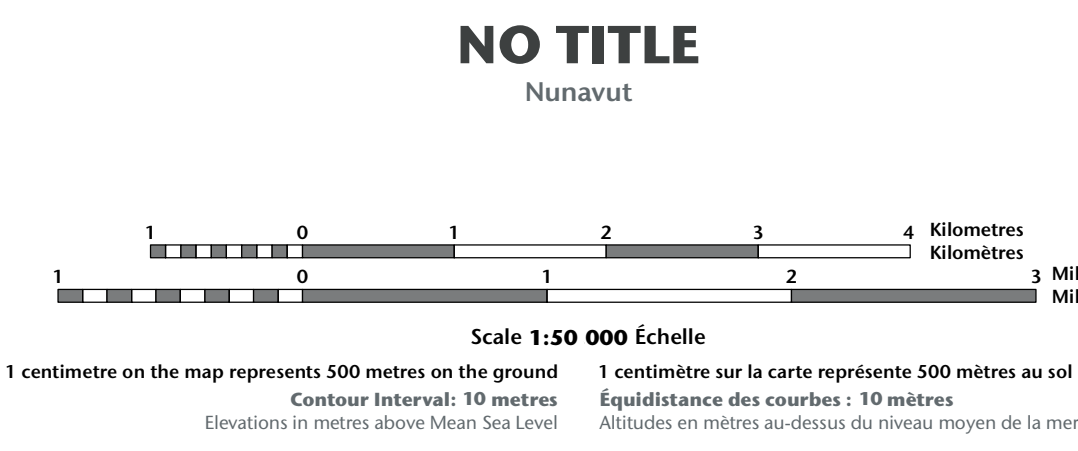 NO TITLE
Nunavut
1 0 1 2 3 4 Kilometres
Kilomètres
1 0 1 2 3
Scale 1:50 000 Échelle
1 centimetre on the map represents 500 metres on the ground
1 centimètre sur la carte représente 500 mètres au sol
Contour Interval: 10 metres
Équidistance des courbes : 10 mètres
Elevations in metres above Mean Sea Level
Altitudes en mètres au-dessus du niveau moyen de la mer